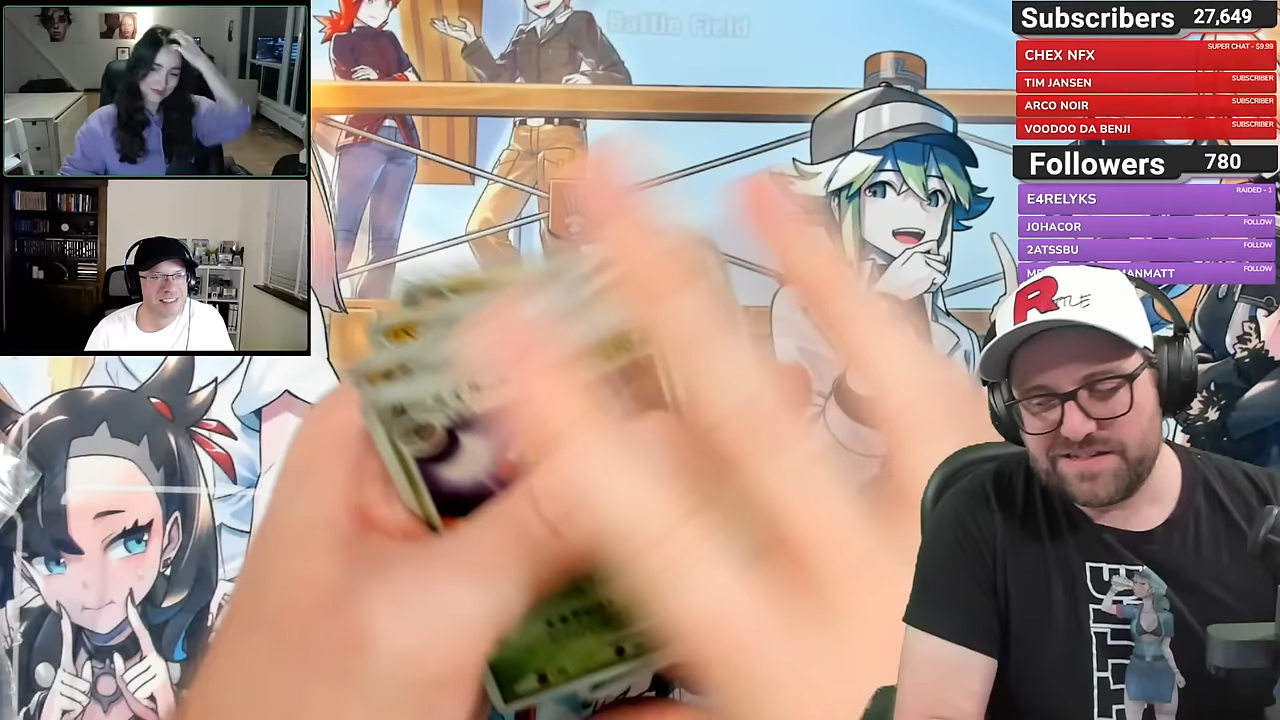 Battle Field
Subscribers 27,649
CHEX NFX SUPER CHAT - $9.99
TIM JANSEN SUBSCRIBER
ARCO NOIR SUBSCRIBER
VOODOO DA BENJI SUBSCRIBER
Followers 780
E4RELYKS RAIDED - 1
JOHACOR FOLLOW
2ATSSBU FOLLOW
MANMATT FOLLOW
R